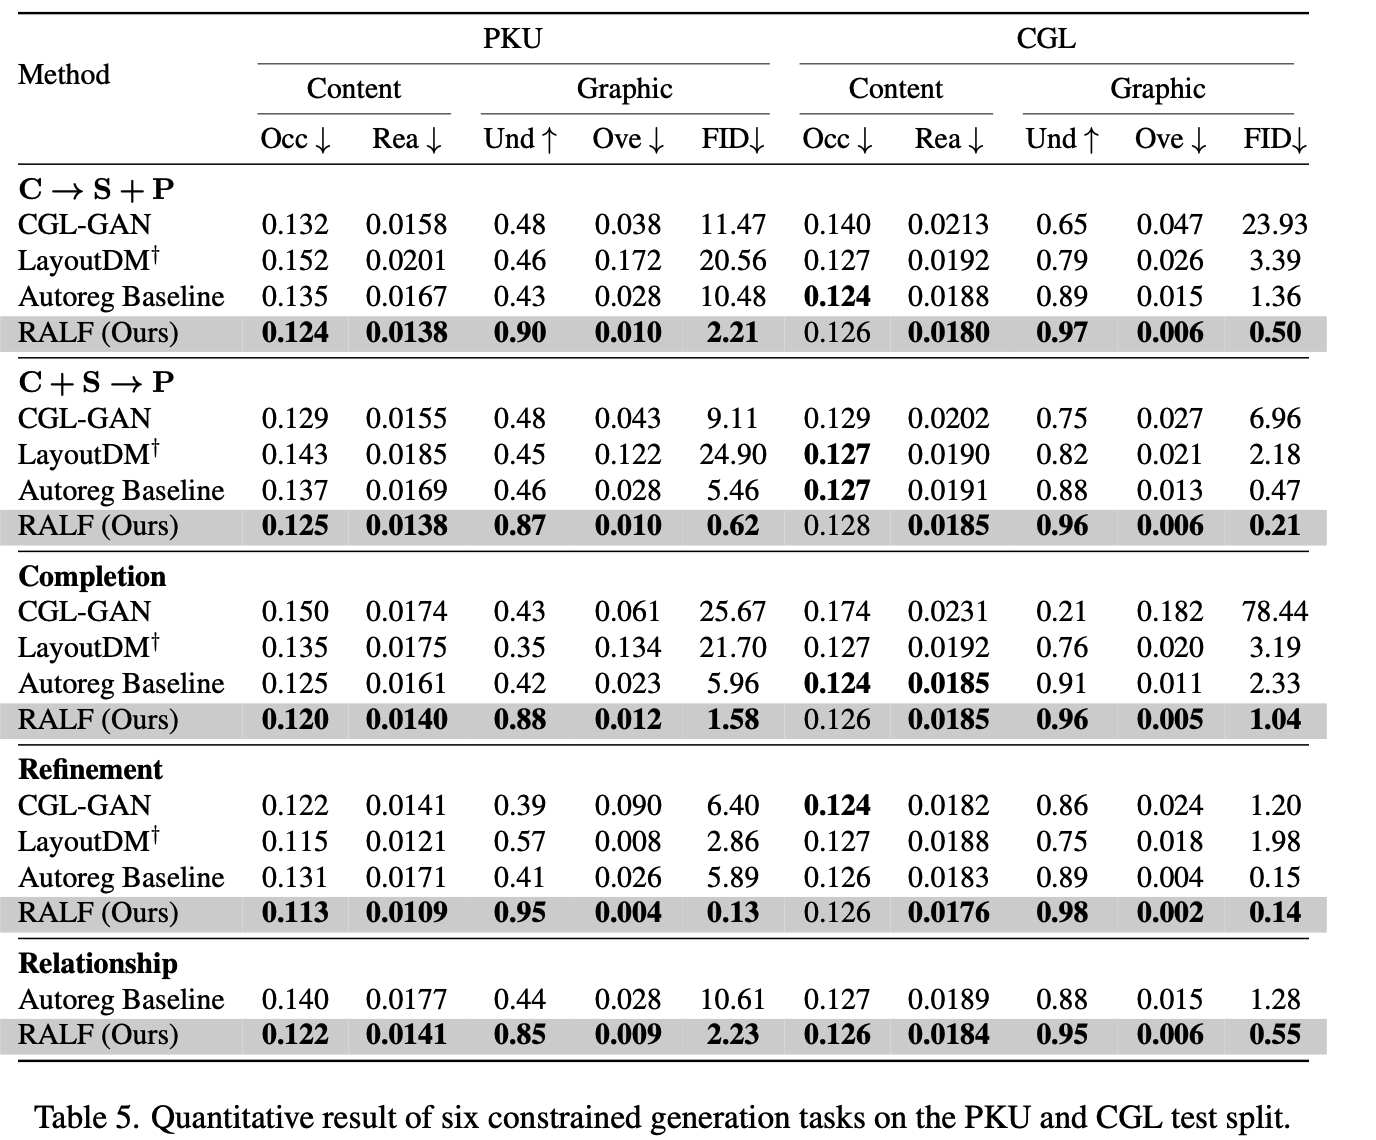 PKU CGL
Method
Content Graphic Content Graphic
Occ ↓ Rea ↓ Und ↑ Ove ↓ FID↓ Occ ↓ Rea ↓ Und ↑ Ove ↓ FID↓
C → S + P
CGL-GAN 0.132 0.0158 0.48 0.038 11.47 0.140 0.0213 0.65 0.047 23.93
LayoutDM† 0.152 0.0201 0.46 0.172 20.56 0.127 0.0192 0.79 0.026 3.39
Autoreg Baseline 0.135 0.0167 0.43 0.028 10.48 0.124 0.0188 0.89 0.015 1.36
RALF (Ours) 0.124 0.0138 0.90 0.010 2.21 0.126 0.0180 0.97 0.006 0.50
C + S → P
CGL-GAN 0.129 0.0155 0.48 0.043 9.11 0.129 0.0202 0.75 0.027 6.96
LayoutDM† 0.143 0.0185 0.45 0.122 24.90 0.127 0.0190 0.82 0.021 2.18
Autoreg Baseline 0.137 0.0169 0.46 0.028 5.46 0.127 0.0191 0.88 0.013 0.47
RALF (Ours) 0.125 0.0138 0.87 0.010 0.62 0.128 0.0185 0.96 0.006 0.21
Completion
CGL-GAN 0.150 0.0174 0.43 0.061 25.67 0.174 0.0231 0.21 0.182 78.44
LayoutDM† 0.135 0.0175 0.35 0.134 21.70 0.127 0.0192 0.76 0.020 3.19
Autoreg Baseline 0.125 0.0161 0.42 0.023 5.96 0.124 0.0185 0.91 0.011 2.33
RALF (Ours) 0.120 0.0140 0.88 0.012 1.58 0.126 0.0185 0.96 0.005 1.04
Refinement
CGL-GAN 0.122 0.0141 0.39 0.090 6.40 0.124 0.0182 0.86 0.024 1.20
LayoutDM† 0.115 0.0121 0.57 0.008 2.86 0.127 0.0188 0.75 0.018 1.98
Autoreg Baseline 0.131 0.0171 0.41 0.026 5.89 0.126 0.0183 0.89 0.004 0.15
RALF (Ours) 0.113 0.0109 0.95 0.004 0.13 0.126 0.0176 0.98 0.002 0.14
Relationship
Autoreg Baseline 0.140 0.0177 0.44 0.028 10.61 0.127 0.0189 0.88 0.015 1.28
RALF (Ours) 0.122 0.0141 0.85 0.009 2.23 0.126 0.0184 0.95 0.006 0.55
Table 5. Quantitative result of six constrained generation tasks on the PKU and CGL test split.